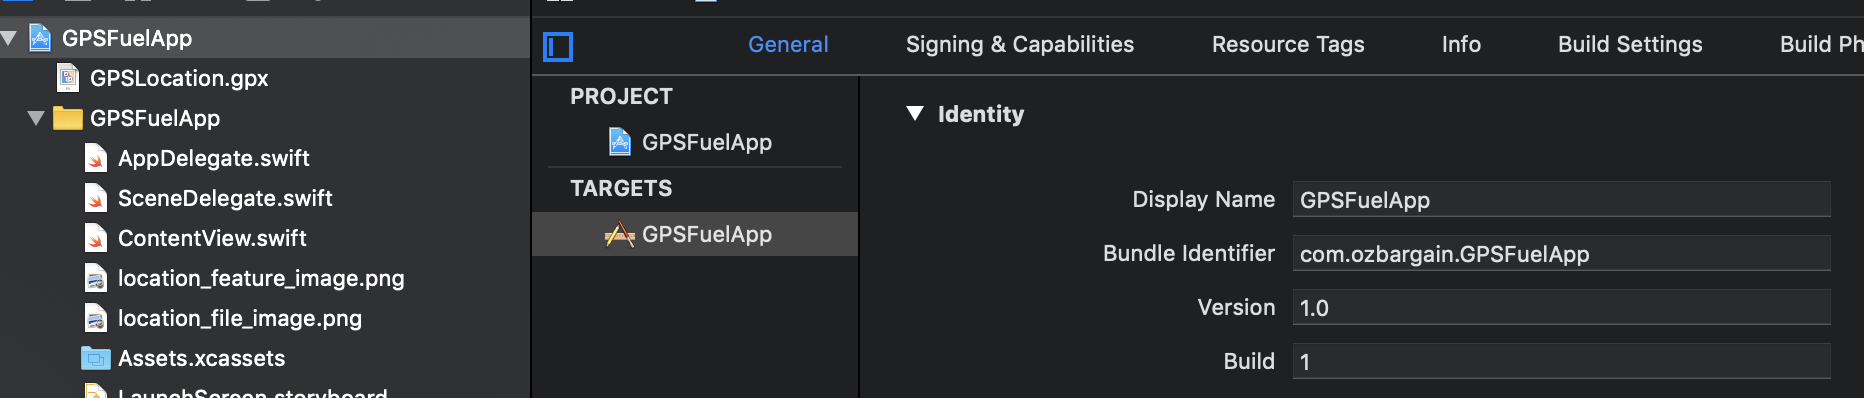 GPSFuelApp
GPSLocation.gpx
GPSFuelApp
AppDelegate.swift
SceneDelegate.swift
ContentView.swift
location_feature_image.png
location_file_image.png
Assets.xcassets
LaunchScreen.storyboard
General Signing & Capabilities Resource Tags Info Build Settings Build Ph
PROJECT
GPSFuelApp
TARGETS
GPSFuelApp
Identity
Display Name GPSFuelApp
Bundle Identifier com.ozbargain.GPSFuelApp
Version 1.0
Build 1